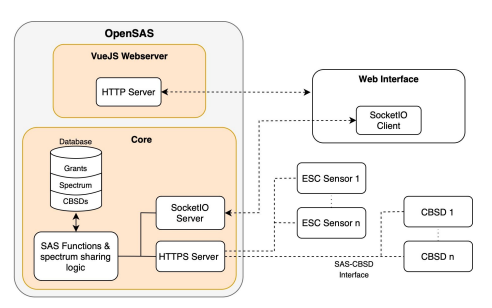 OpenSAS
VueJS Webserver
HTTP Server
Web Interface
SocketIO
Client
Core
Database
Grants
Spectrum
CBSDs
SocketIO
Server
SAS Functions &
spectrum sharing
logic
HTTPS Server
ESC Sensor 1
ESC Sensor n
CBSD 1
CBSD n
SAS-CBSD
Interface